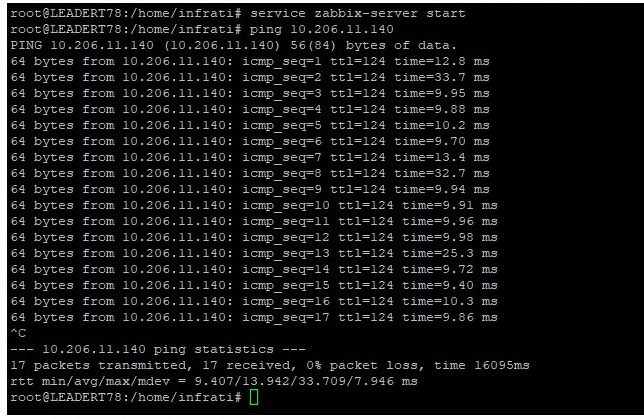 root@LEADERT78:/home/infrati# service zabbix-server start
root@LEADERT78:/home/infrati# ping 10.206.11.140
PING 10.206.11.140 (10.206.11.140) 56(84) bytes of data.
64 bytes from 10.206.11.140: icmp_seq=1 ttl=124 time=12.8 ms
64 bytes from 10.206.11.140: icmp_seq=2 ttl=124 time=33.7 ms
64 bytes from 10.206.11.140: icmp_seq=3 ttl=124 time=9.95 ms
64 bytes from 10.206.11.140: icmp_seq=4 ttl=124 time=9.88 ms
64 bytes from 10.206.11.140: icmp_seq=5 ttl=124 time=10.2 ms
64 bytes from 10.206.11.140: icmp_seq=6 ttl=124 time=9.70 ms
64 bytes from 10.206.11.140: icmp_seq=7 ttl=124 time=13.4 ms
64 bytes from 10.206.11.140: icmp_seq=8 ttl=124 time=32.7 ms
64 bytes from 10.206.11.140: icmp_seq=9 ttl=124 time=9.94 ms
64 bytes from 10.206.11.140: icmp_seq=10 ttl=124 time=9.91 ms
64 bytes from 10.206.11.140: icmp_seq=11 ttl=124 time=9.96 ms
64 bytes from 10.206.11.140: icmp_seq=12 ttl=124 time=9.98 ms
64 bytes from 10.206.11.140: icmp_seq=13 ttl=124 time=25.3 ms
64 bytes from 10.206.11.140: icmp_seq=14 ttl=124 time=9.72 ms
64 bytes from 10.206.11.140: icmp_seq=15 ttl=124 time=9.40 ms
64 bytes from 10.206.11.140: icmp_seq=16 ttl=124 time=10.3 ms
64 bytes from 10.206.11.140: icmp_seq=17 ttl=124 time=9.86 ms
^C
--- 10.206.11.140 ping statistics ---
17 packets transmitted, 17 received, 0% packet loss, time 16095ms
rtt min/avg/max/mdev = 9.407/13.942/33.709/7.946 ms
root@LEADERT78:/home/infrati#